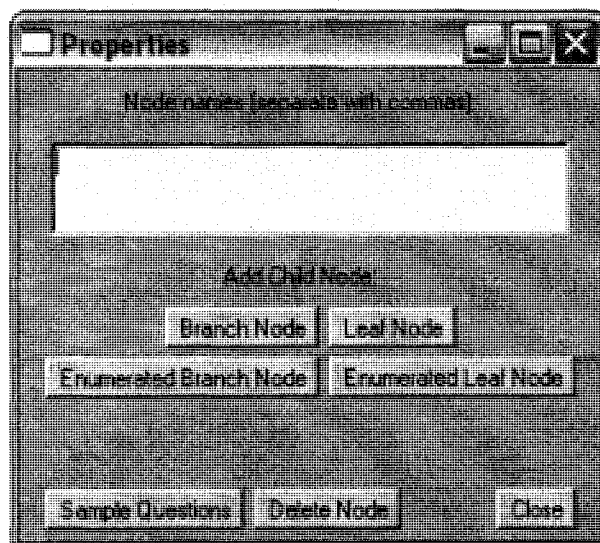 Properties
Node names (separate with commas)
Add Child Node:
Branch Node Leaf Node
Enumerated Branch Node Enumerated Leaf Node
Sample Questions Delete Node Close